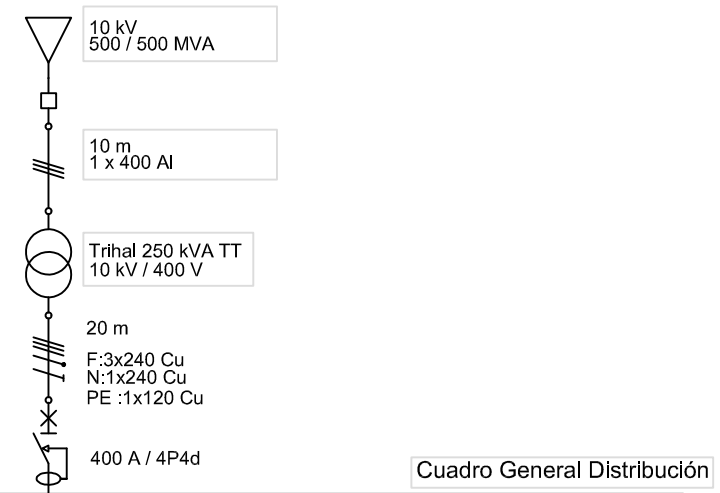 10 kV
500 / 500 MVA
10 m
1 x 400 Al
Trihal 250 kVA TT
10 kV / 400 V
20 m
F:3x240 Cu
N:1x240 Cu
PE :1x120 Cu
400 A / 4P4d
Cuadro General Distribución